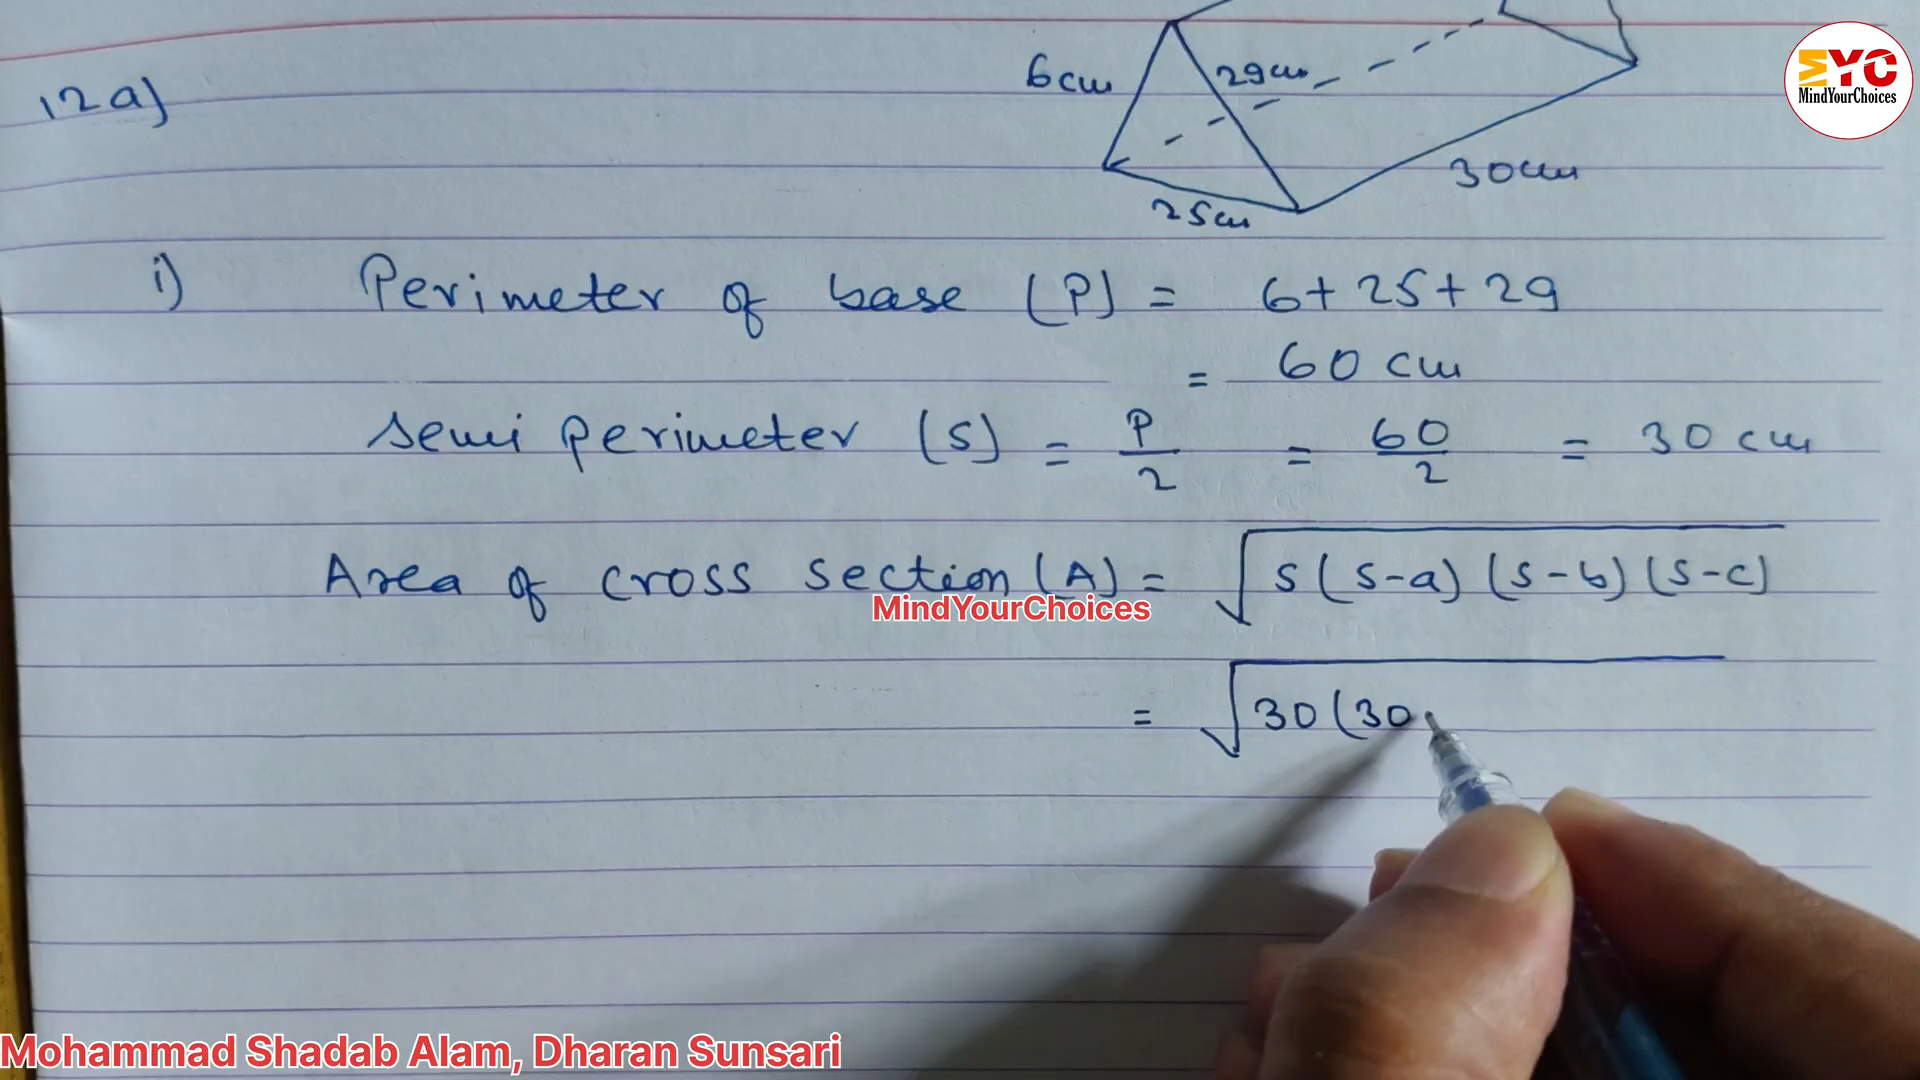 MYC
MindYourChoices
12a)
6cm
29cm
30cm
25cm
i) Perimeter of base (P) = 6+25+29
= 60 cm
semi perimeter (S) = P/2 = 60/2 = 30 cm
Area of cross section (A) = √s(s-a)(s-b)(s-c)
MindYourChoices
= √30(30
Mohammad Shadab Alam, Dharan Sunsari